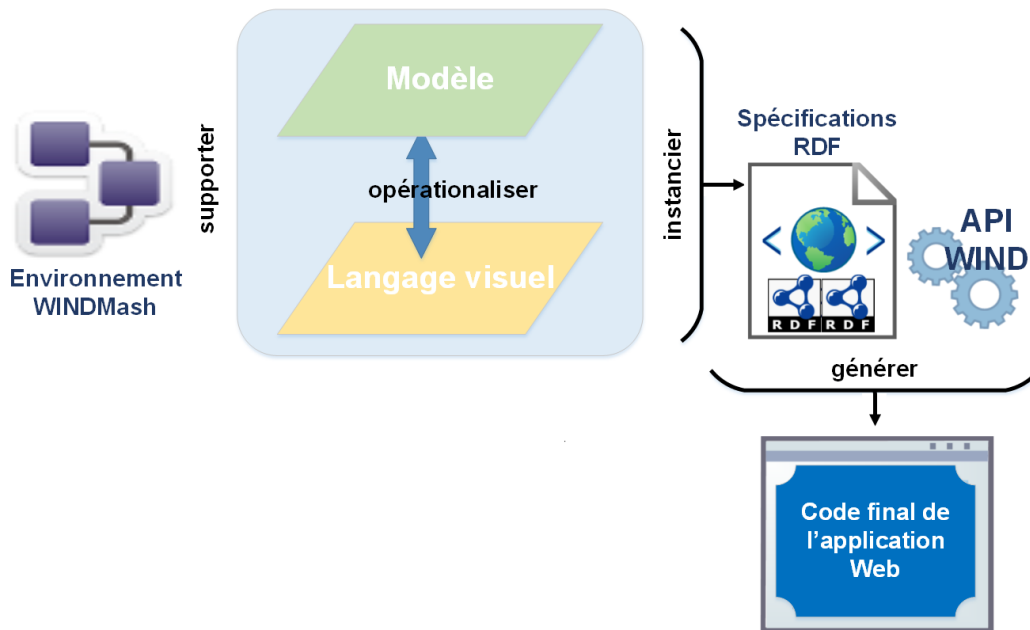 Environnement
WINDMash
supporter
Modèle
opérationaliser
Langage visuel
instancier
Spécifications
RDF
< >
RDF RDF
API
WIND
générer
Code final de
l'application
Web